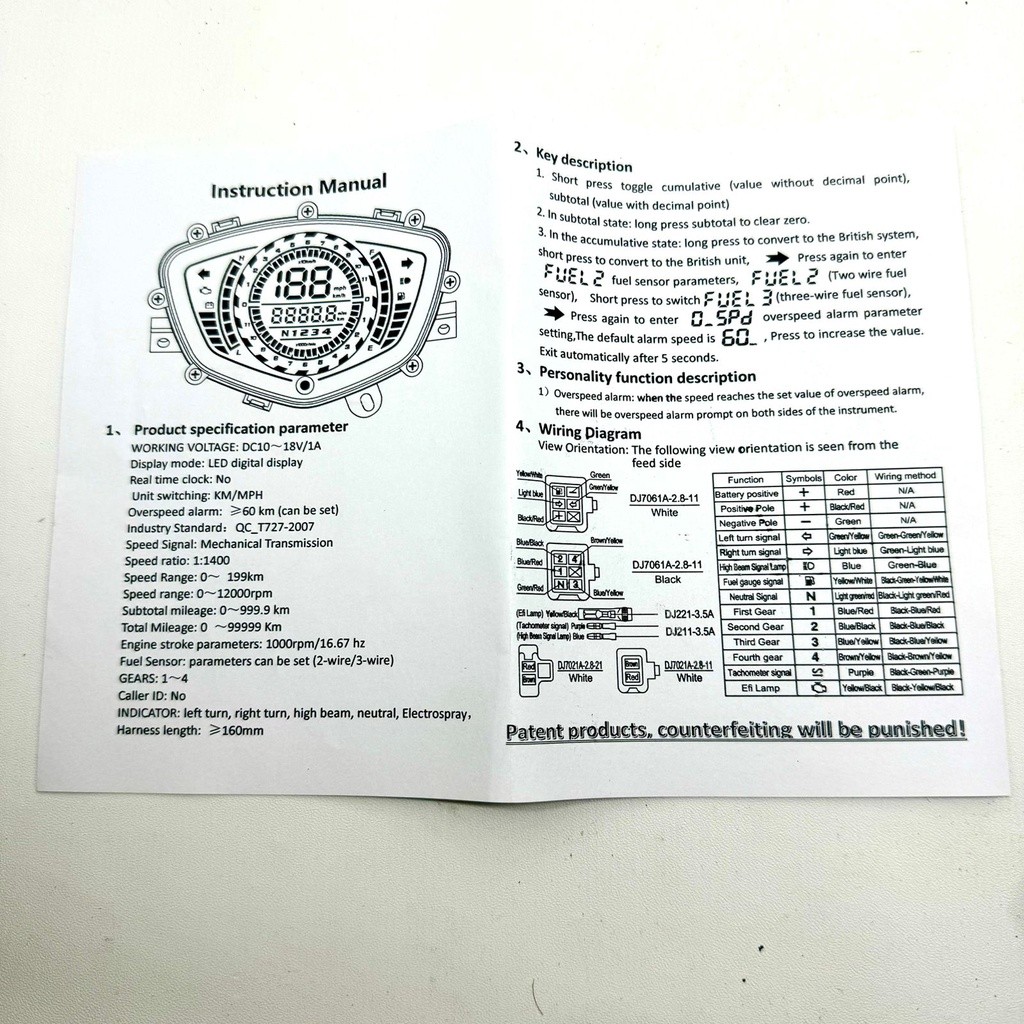 Instruction Manual
188
mph
km/h
88888.8
N 1 2 3 4
1、 Product specification parameter
WORKING VOLTAGE: DC10～18V/1A
Display mode: LED digital display
Real time clock: No
Unit switching: KM/MPH
Overspeed alarm: ≥60 km (can be set)
Industry Standard： QC_T727-2007
Speed Signal: Mechanical Transmission
Speed ratio: 1:1400
Speed Range: 0～ 199km
Speed range: 0～12000rpm
Subtotal mileage: 0～999.9 km
Total Mileage: 0 ～99999 Km
Engine stroke parameters: 1000rpm/16.67 hz
Fuel Sensor: parameters can be set (2-wire/3-wire)
GEARS: 1～4
Caller ID: No
INDICATOR: left turn, right turn, high beam, neutral, Electrospray，
Harness length: ≥160mm
2、 Key description
1. Short press toggle cumulative (value without decimal point),
subtotal (value with decimal point)
2. In subtotal state: long press subtotal to clear zero.
3. In the accumulative state: long press to convert to the British system,
short press to convert to the British unit, ➡ Press again to enter
FUEL2 fuel sensor parameters, FUEL2 (Two wire fuel
sensor), Short press to switch FUEL 3 (three-wire fuel sensor),
➡ Press again to enter O_SPd overspeed alarm parameter
setting,The default alarm speed is 60_ , Press to increase the value.
Exit automatically after 5 seconds.
3、 Personality function description
1） Overspeed alarm: when the speed reaches the set value of overspeed alarm,
there will be overspeed alarm prompt on both sides of the instrument.
4、 Wiring Diagram
View Orientation: The following view orientation is seen from the
feed side
Yellow/White Green
Light blue Green/Yellow
Black/Red
DJ7061A-2.8-11
White
Blue/Black Brown/Yellow
Blue/Red 2 4
1
Green/Red N 3 Blue/Yellow
DJ7061A-2.8-11
Black
(Efi Lamp) Yellow/Black DJ221-3.5A
(Tachometer signal) Purple
(High Beam Signal Lamp) Blue DJ211-3.5A
Red
Brown
DJ7021A-2.8-21
White
Brown
Red
DJ7021A-2.8-11
White
Function Symbols Color Wiring method
Battery positive + Red N/A
Positive Pole + Black/Red N/A
Negative Pole − Green N/A
Left turn signal ⇦ Green/Yellow Green-Green/Yellow
Right turn signal ⇨ Light blue Green-Light blue
High Beam Signal Lamp Blue Green-Blue
Fuel gauge signal Yellow/White Black-Green-Yellow/White
Neutral Signal N Light green/red Black-Light green/Red
First Gear 1 Blue/Red Black-Blue/Red
Second Gear 2 Blue/Black Black-Blue/Black
Third Gear 3 Blue/Yellow Black-Blue/Yellow
Fourth gear 4 Brown/Yellow Black-Brown/Yellow
Tachometer signal Purple Black-Green-Purple
Efi Lamp Yellow/Black Black-Yellow/Black
Patent products, counterfeiting will be punished!